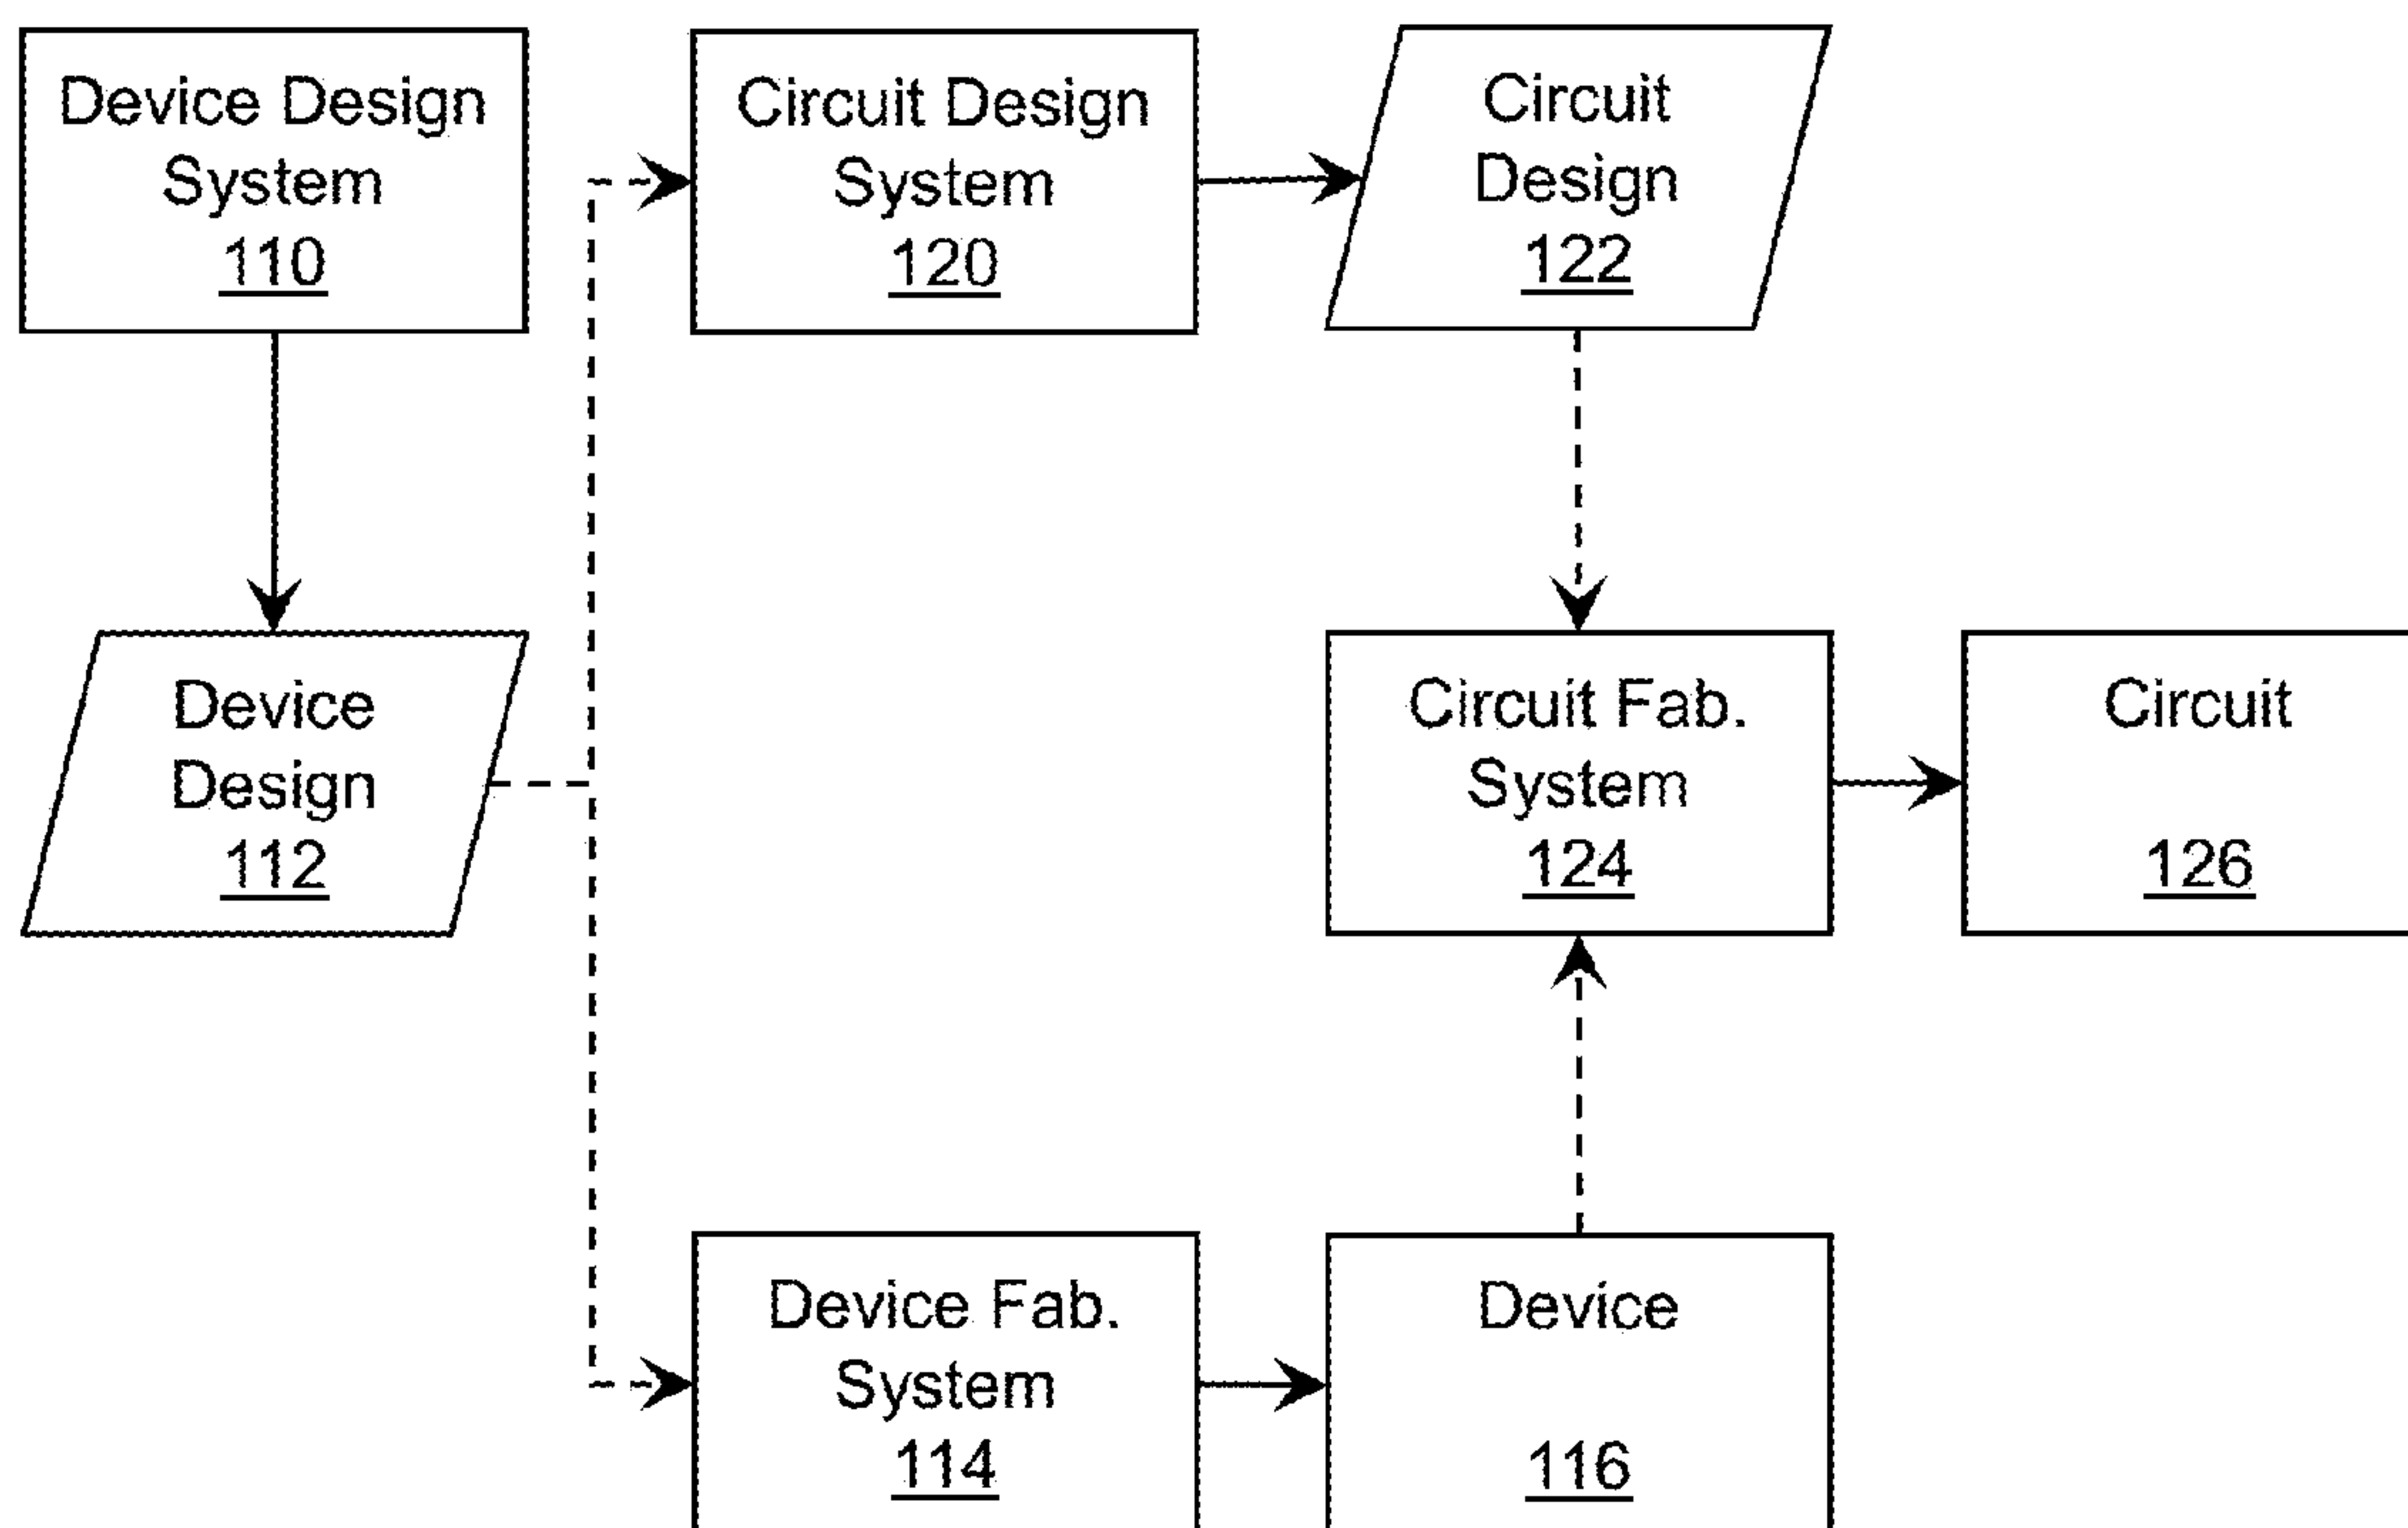 Device Design
System
110
Circuit Design
System
120
Circuit
Design
122
Device
Design
112
Circuit Fab.
System
124
Circuit
126
Device Fab.
System
114
Device
116